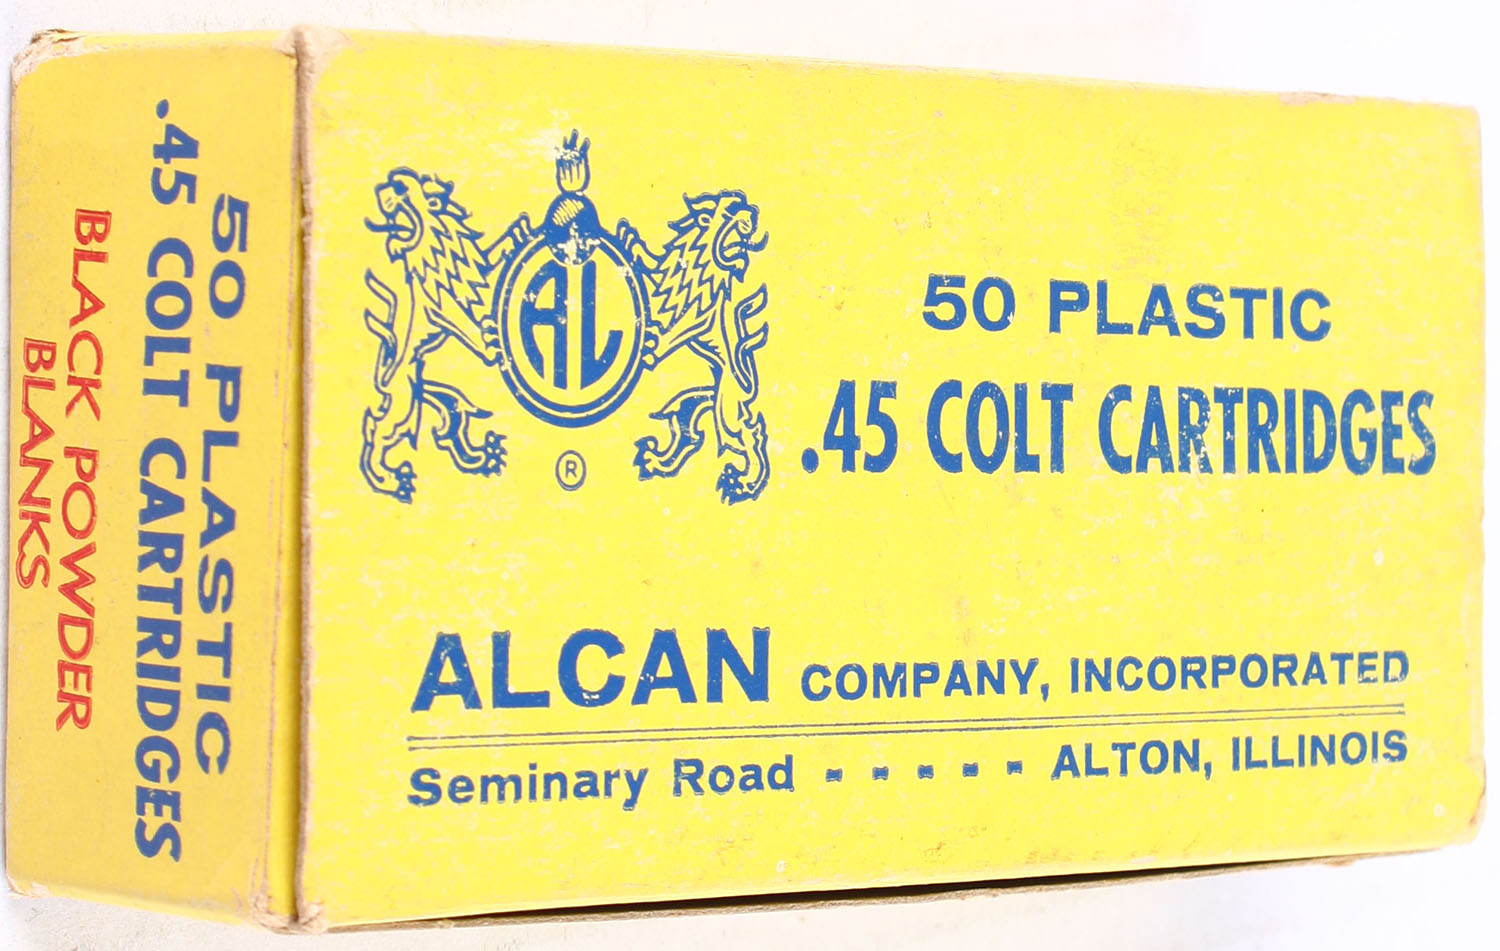 AL
®
50 PLASTIC
.45 COLT CARTRIDGES
ALCAN COMPANY, INCORPORATED
Seminary Road - - - - - ALTON, ILLINOIS
50 PLASTIC
.45 COLT CARTRIDGES
BLACK POWDER
BLANKS